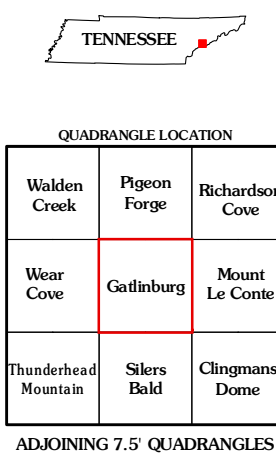 TENNESSEE
QUADRANGLE LOCATION
Walden
Creek
Pigeon
Forge
Richardson
Cove
Wear
Cove
Gatlinburg
Mount
Le Conte
Thunderhead
Mountain
Silers
Bald
Clingmans
Dome
ADJOINING 7.5' QUADRANGLES